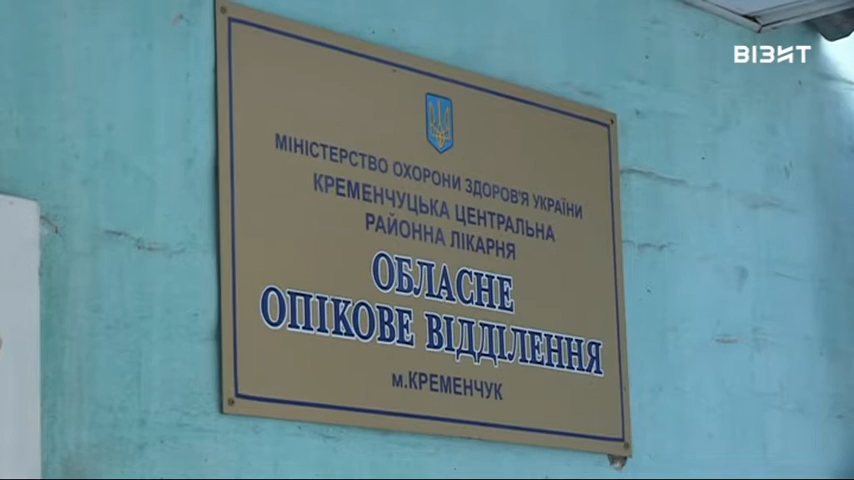 ВІЗИТ
МІНІСТЕРСТВО ОХОРОНИ ЗДОРОВ'Я УКРАЇНИ
КРЕМЕНЧУЦЬКА ЦЕНТРАЛЬНА
РАЙОННА ЛІКАРНЯ
ОБЛАСНЕ
ОПІКОВЕ ВІДДІЛЕННЯ
м.КРЕМЕНЧУК